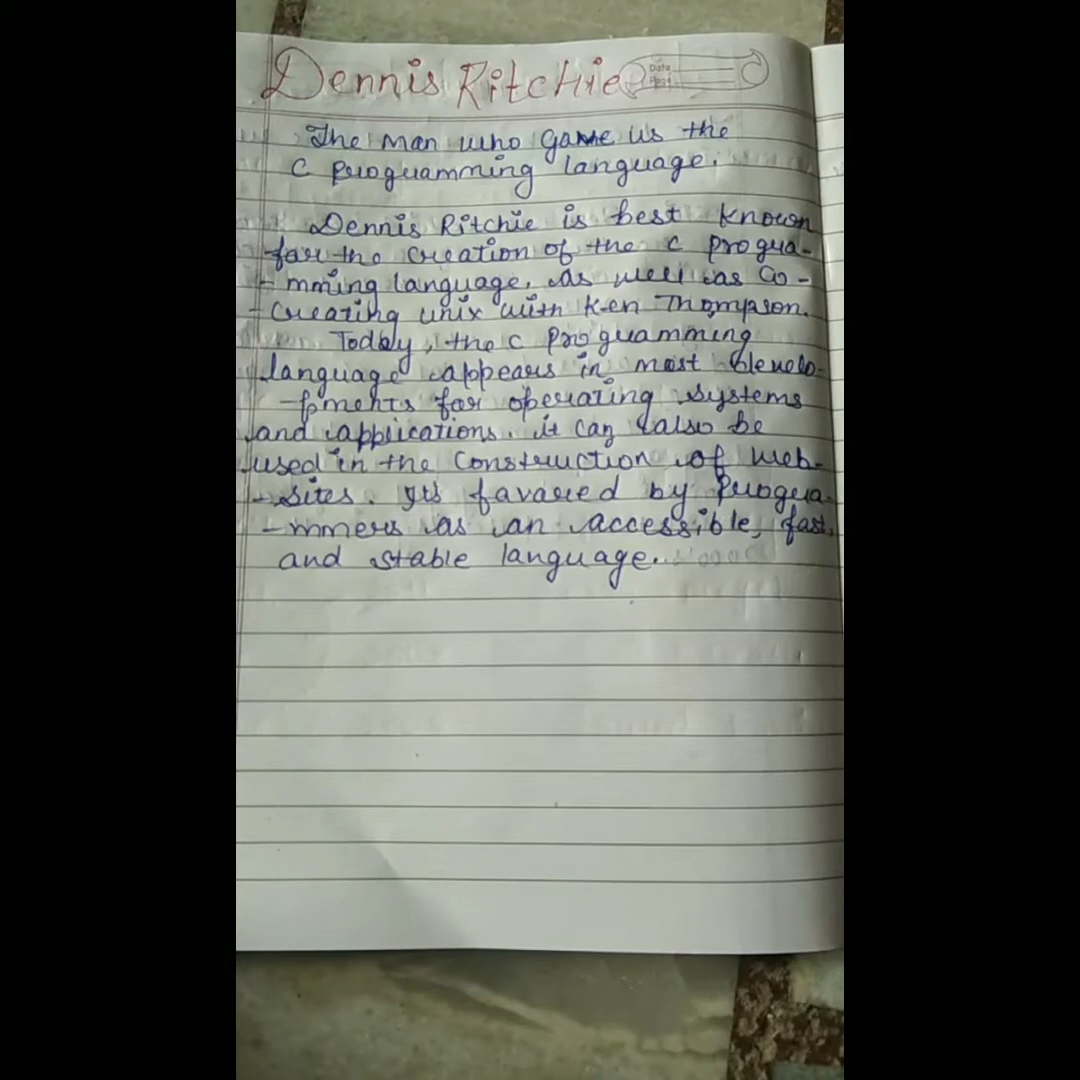 Dennis Ritchie
Date
Page
The man who gave us the
C programming language.
Dennis Ritchie is best known
for the creation of the C progra-
-mming language, as well as co-
-creating unix with Ken Thompson.
Today, the C programming
language appears in most develo-
-pments for operating systems
and applications. it can also be
used in the construction of web-
-sites. Its favared by progra-
-mmers as an accessible, fast,
and stable language.